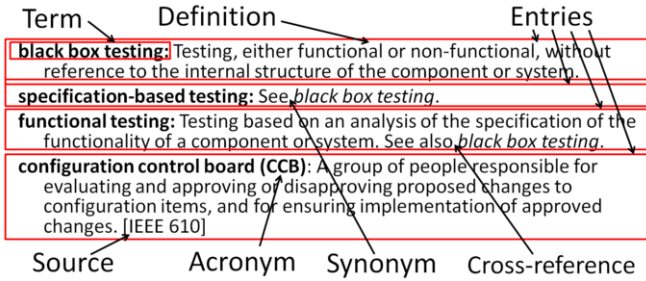 Term Definition Entries
black box testing: Testing, either functional or non-functional, without
reference to the internal structure of the component or system.
specification-based testing: See black box testing.
functional testing: Testing based on an analysis of the specification of the
functionality of a component or system. See also black box testing.
configuration control board (CCB): A group of people responsible for
evaluating and approving or disapproving proposed changes to
configuration items, and for ensuring implementation of approved
changes. [IEEE 610]
Source Acronym Synonym Cross-reference